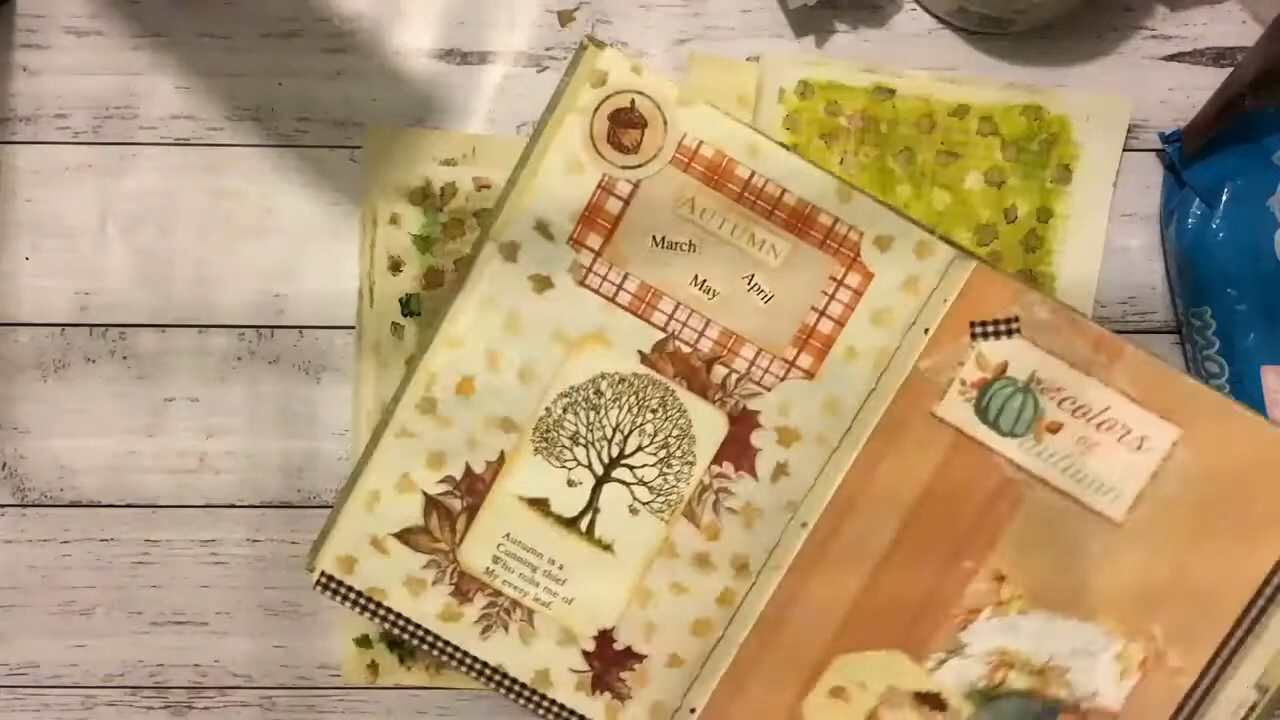 AUTUMN
March
April
May
Autumn is a
Cunning thief
Who robs me of
My every leaf.
colors
of
autumn